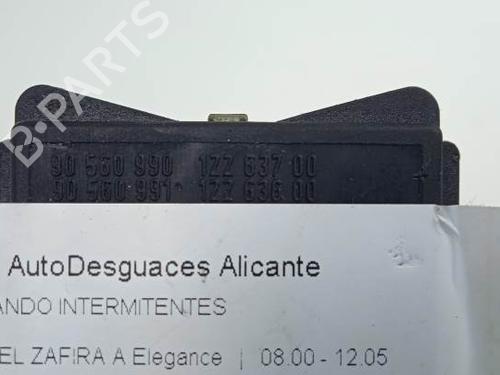 B-PARTS
90 560 990 122 637 00
90 560 991 122 636 00
AutoDesguaces Alicante
ANDO INTERMITENTES
EL ZAFIRA A Elegance | 08.00 - 12.05